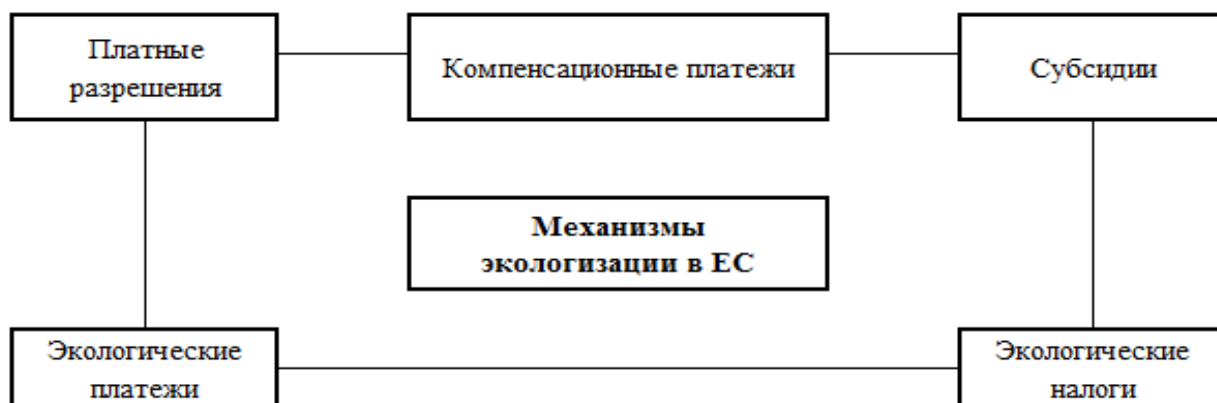 Платные
разрешения
Компенсационные платежи
Субсидии
Механизмы
экологизации в ЕС
Экологические
платежи
Экологические
налоги